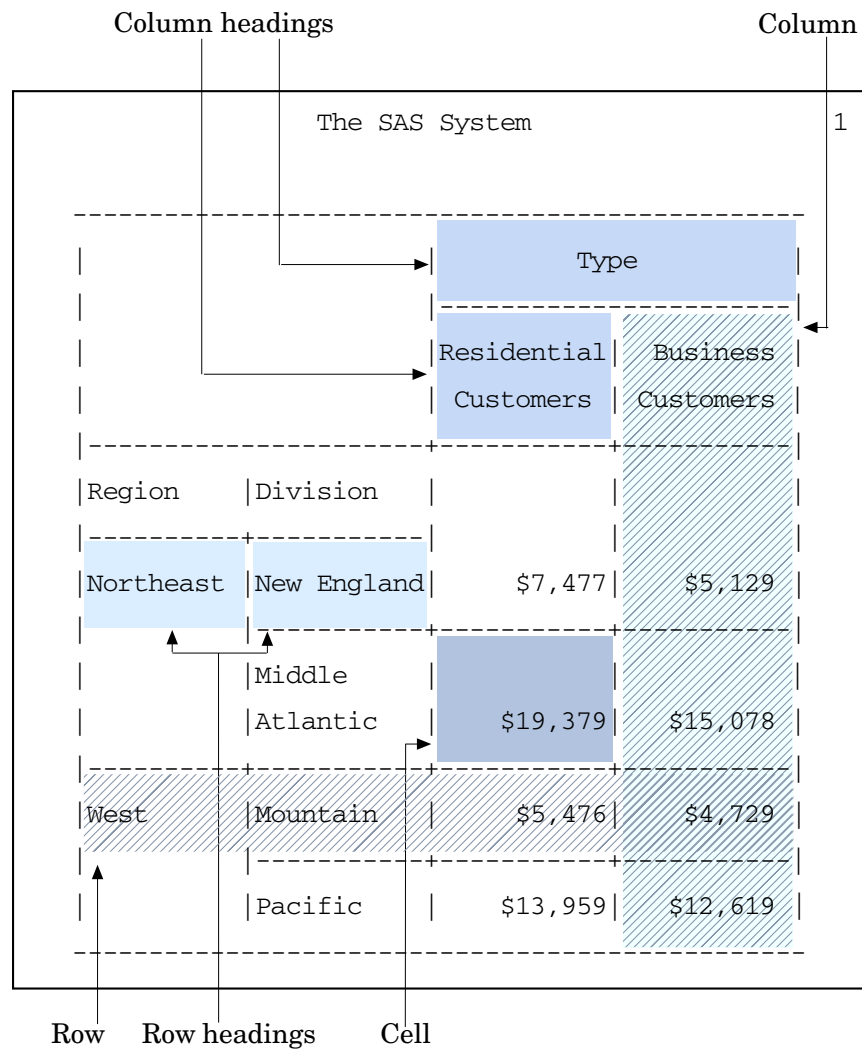 Column headings Column
The SAS System 1
Type
Residential Business
Customers Customers
Region Division
Northeast New England $7,477 $5,129
Middle
Atlantic $19,379 $15,078
West Mountain $5,476 $4,729
Pacific $13,959 $12,619
Row Row headings Cell